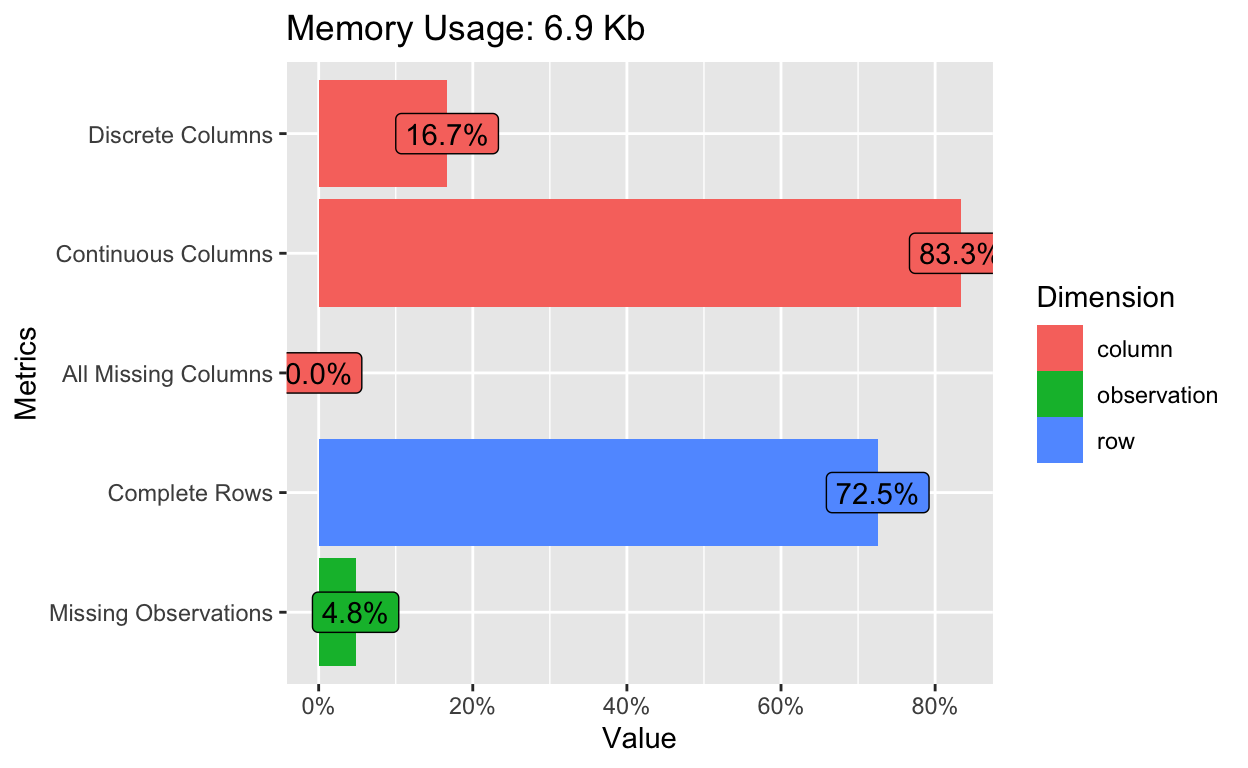 Memory Usage: 6.9 Kb
Metrics
Discrete Columns
16.7%
Continuous Columns
83.3%
All Missing Columns
0.0%
Complete Rows
72.5%
Missing Observations
4.8%
0%
20%
40%
60%
80%
Value
Dimension
column
observation
row